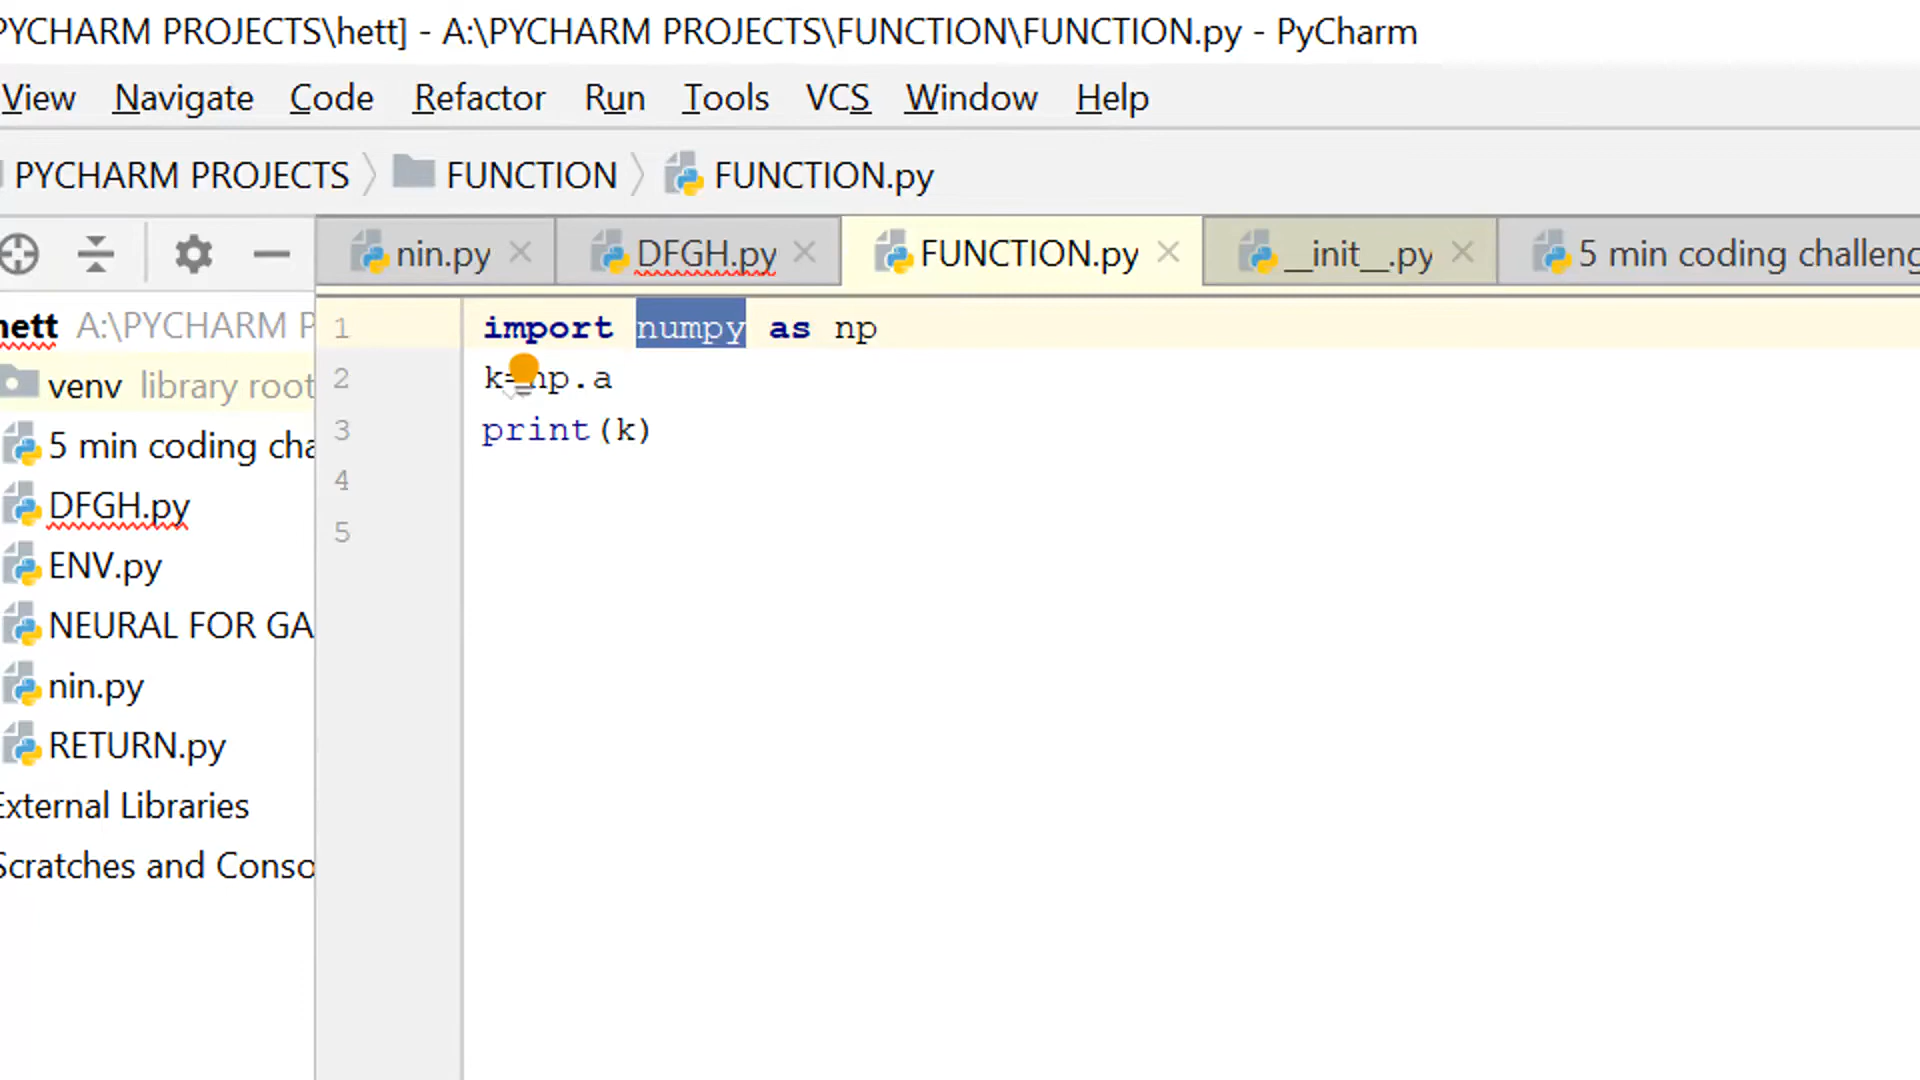 PYCHARM PROJECTS\hett] - A:\PYCHARM PROJECTS\FUNCTION\FUNCTION.py - PyCharm
View Navigate Code Refactor Run Tools VCS Window Help
PYCHARM PROJECTS FUNCTION FUNCTION.py
nin.py DFGH.py FUNCTION.py __init__.py 5 min coding challeng
hett A:\PYCHARM P
venv library root
5 min coding cha
DFGH.py
ENV.py
NEURAL FOR GA
nin.py
RETURN.py
External Libraries
Scratches and Conso
1 import numpy as np
2 k=np.a
3 print(k)
4
5